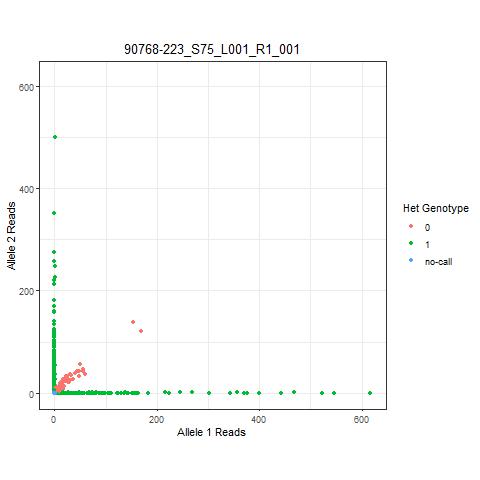 90768-223_S75_L001_R1_001
600
400
200
0
Allele 2 Reads
0
200
400
600
Allele 1 Reads
Het Genotype
0
1
no-call